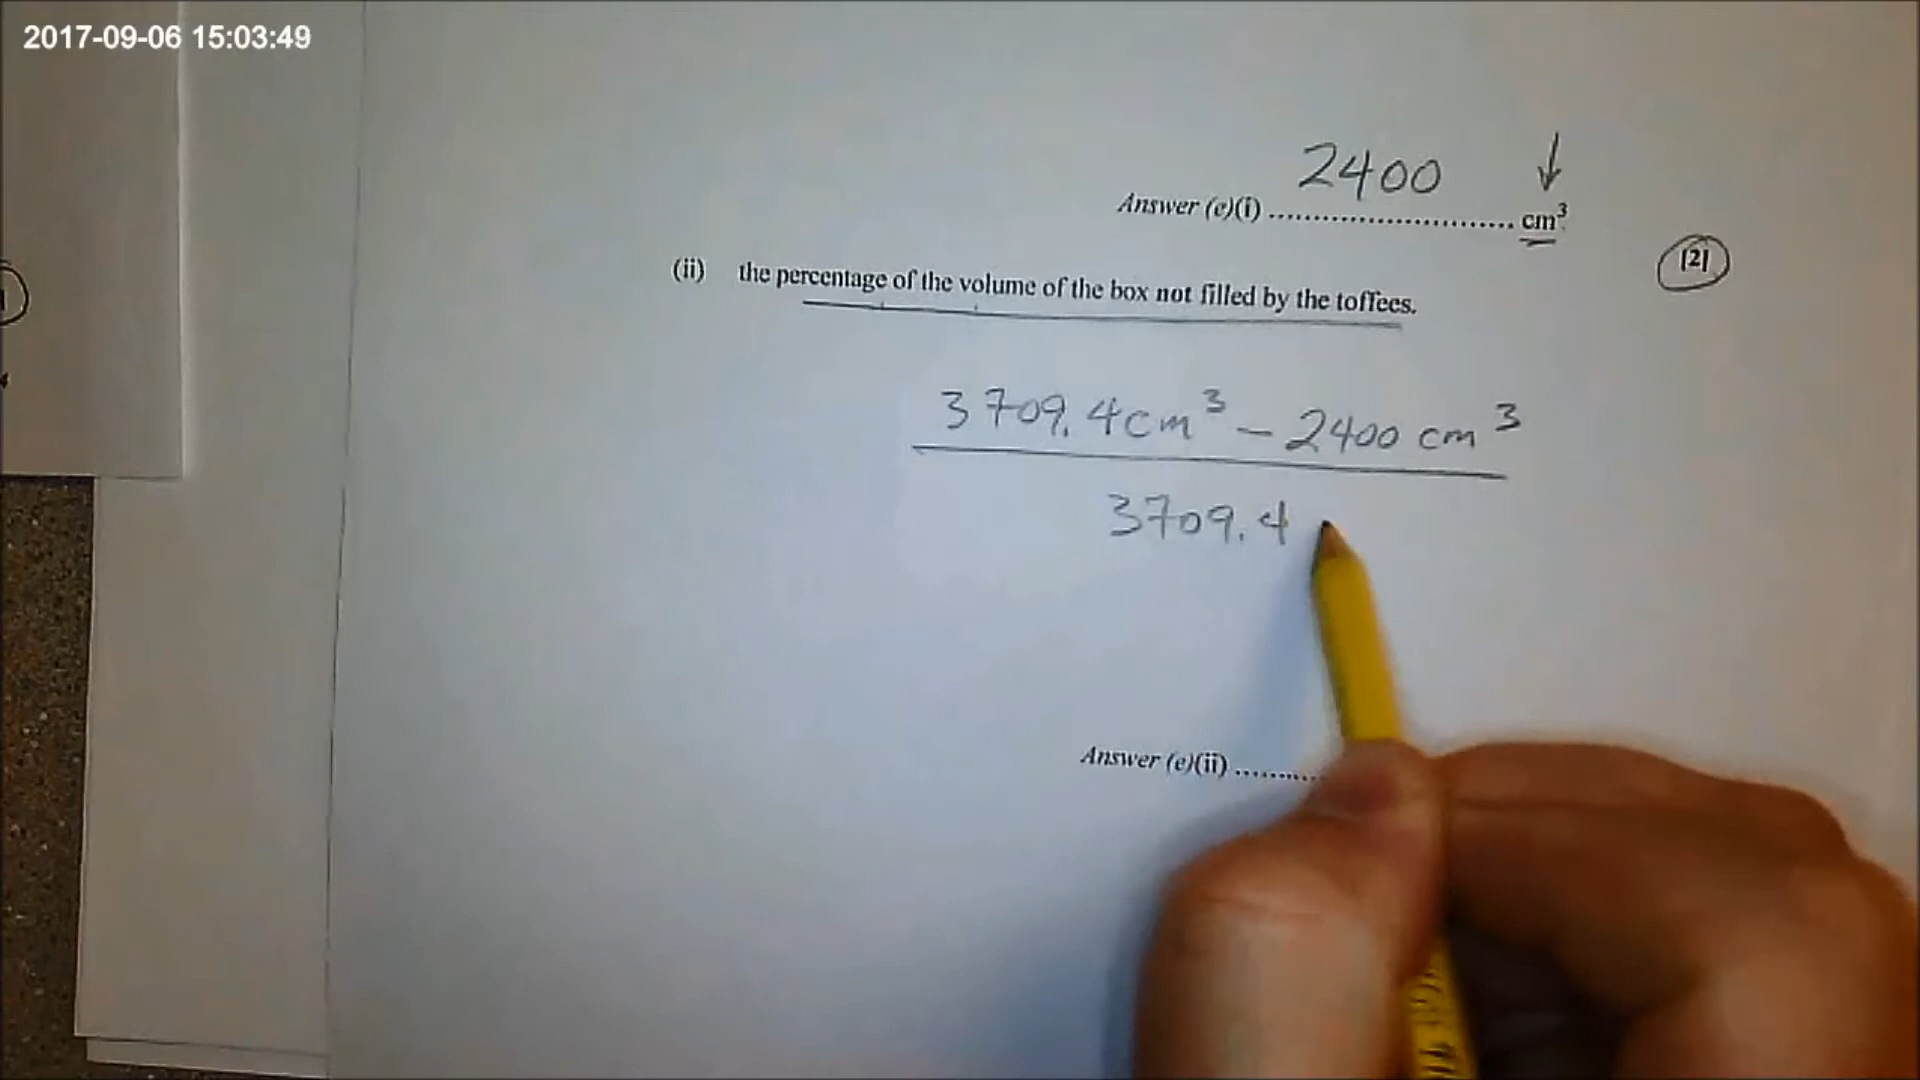 2017-09-06 15:03:49
2400 ↓
Answer (e)(i) .............................. cm³.
[2]
(ii) the percentage of the volume of the box not filled by the toffees.
3709.4cm³ - 2400 cm³
3709.4
Answer (e)(ii) ..........